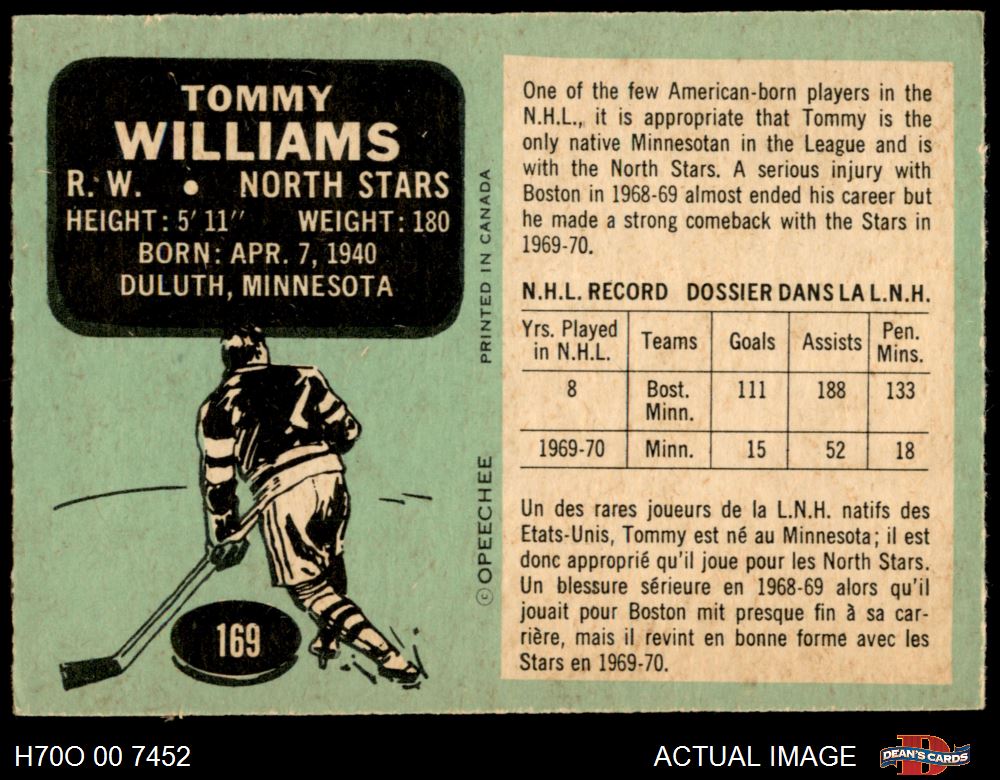 TOMMY
WILLIAMS
R. W. • NORTH STARS
HEIGHT: 5' 11" WEIGHT: 180
BORN: APR. 7, 1940
DULUTH, MINNESOTA
169
PRINTED IN CANADA
© OPEECHEE
One of the few American-born players in the
N.H.L., it is appropriate that Tommy is the
only native Minnesotan in the League and is
with the North Stars. A serious injury with
Boston in 1968-69 almost ended his career but
he made a strong comeback with the Stars in
1969-70.
N.H.L. RECORD DOSSIER DANS LA L.N.H.
Yrs. Played in N.H.L. Teams Goals Assists Pen. Mins.
8 Bost. Minn. 111 188 133
1969-70 Minn. 15 52 18
Un des rares joueurs de la L.N.H. natifs des
Etats-Unis, Tommy est né au Minnesota; il est
donc approprié qu'il joue pour les North Stars.
Un blessure sérieure en 1968-69 alors qu'il
jouait pour Boston mit presque fin à sa car-
rière, mais il revint en bonne forme avec les
Stars en 1969-70.
H70O 00 7452
ACTUAL IMAGE
DEAN'S CARDS